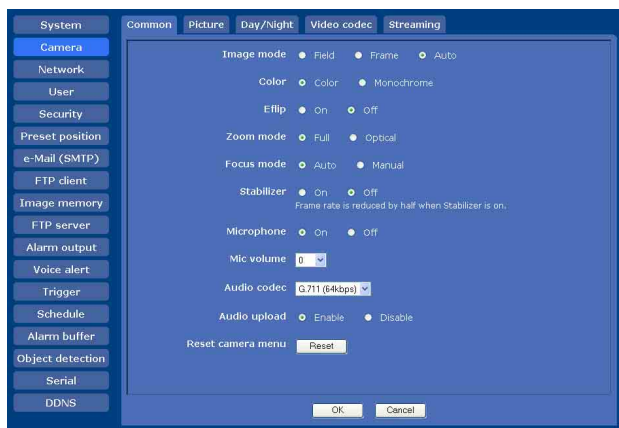 System
Camera
Network
User
Security
Preset position
e-Mail (SMTP)
FTP client
Image memory
FTP server
Alarm output
Voice alert
Trigger
Schedule
Alarm buffer
Object detection
Serial
DDNS
Common Picture Day/Night Video codec Streaming
Image mode Field Frame Auto
Color Color Monochrome
Eflip On Off
Zoom mode Full Optical
Focus mode Auto Manual
Stabilizer On Off
Frame rate is reduced by half when Stabilizer is on.
Microphone On Off
Mic volume 0
Audio codec G.711 (64kbps)
Audio upload Enable Disable
Reset camera menu Reset
OK Cancel